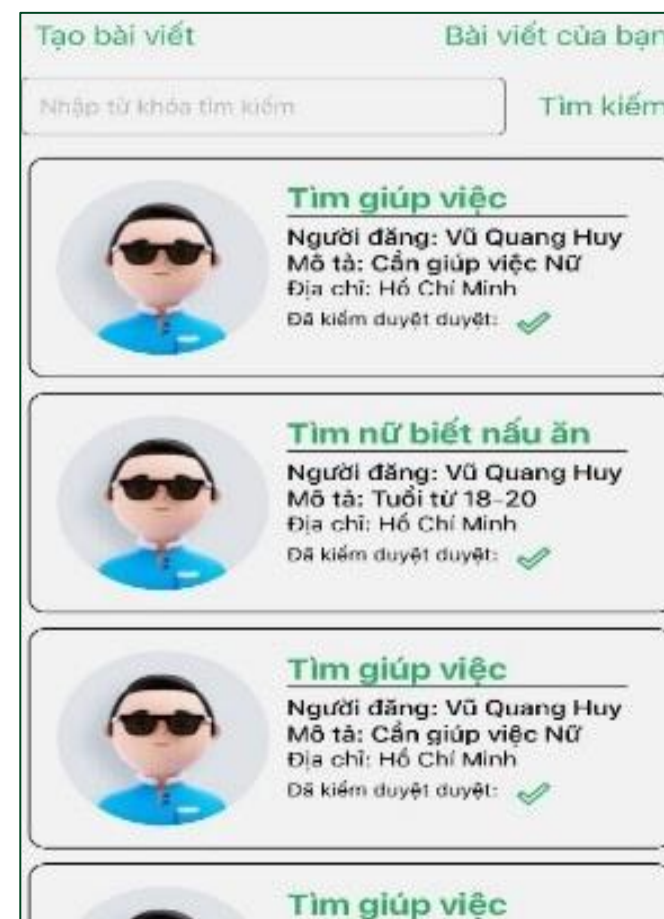 Tạo bài viết
Bài viết của bạn
Nhập từ khóa tìm kiếm
Tìm kiếm
Tìm giúp việc
Người đăng: Vũ Quang Huy
Mô tả: Cần giúp việc Nữ
Địa chỉ: Hồ Chí Minh
Đã kiểm duyệt duyệt:
Tìm nữ biết nấu ăn
Người đăng: Vũ Quang Huy
Mô tả: Tuổi từ 18-20
Địa chỉ: Hồ Chí Minh
Đã kiểm duyệt duyệt:
Tìm giúp việc
Người đăng: Vũ Quang Huy
Mô tả: Cần giúp việc Nữ
Địa chỉ: Hồ Chí Minh
Đã kiểm duyệt duyệt:
Tìm giúp việc